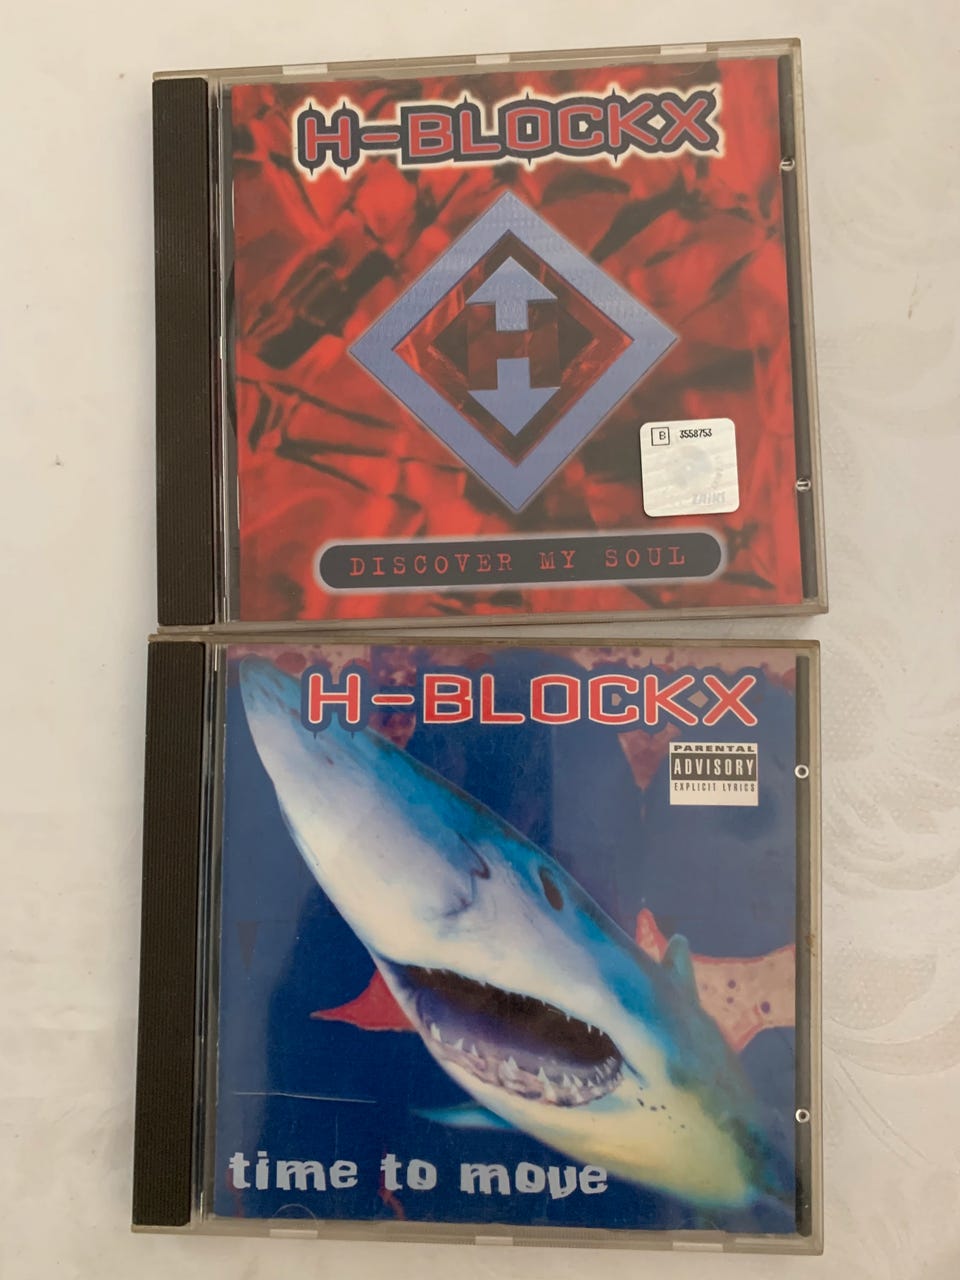 H-BLOCKX
H
B 3558753
DISCOVER MY SOUL
H-BLOCKX
PARENTAL
ADVISORY
EXPLICIT LYRICS
time to move